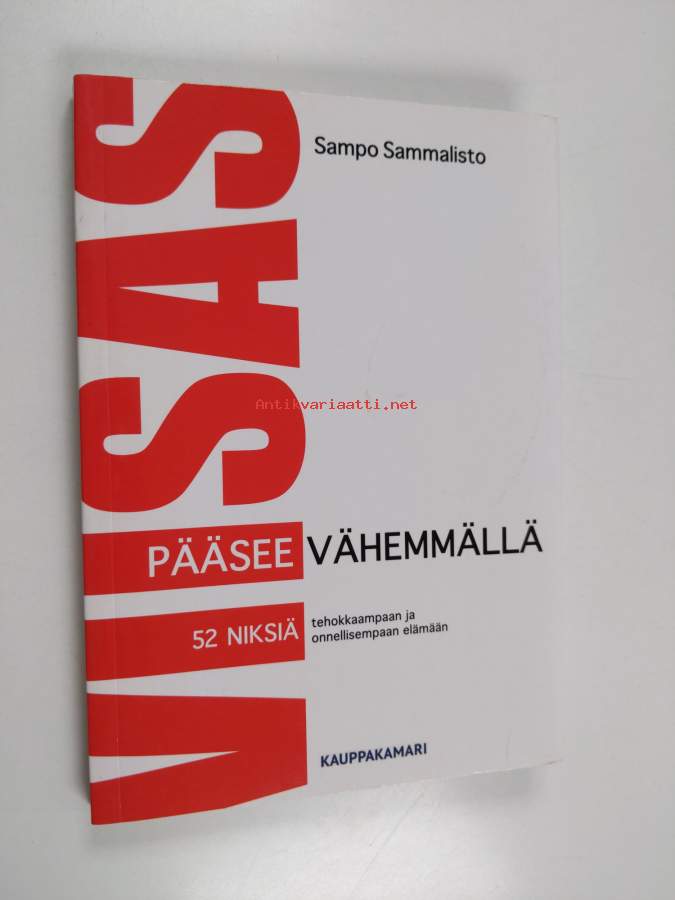 Sampo Sammalisto
VIISAS
Antikvariaatti.net
PÄÄSEE VÄHEMMÄLLÄ
52 NIKSIÄ
tehokkaampaan ja
onnellisempaan elämään
KAUPPAKAMARI